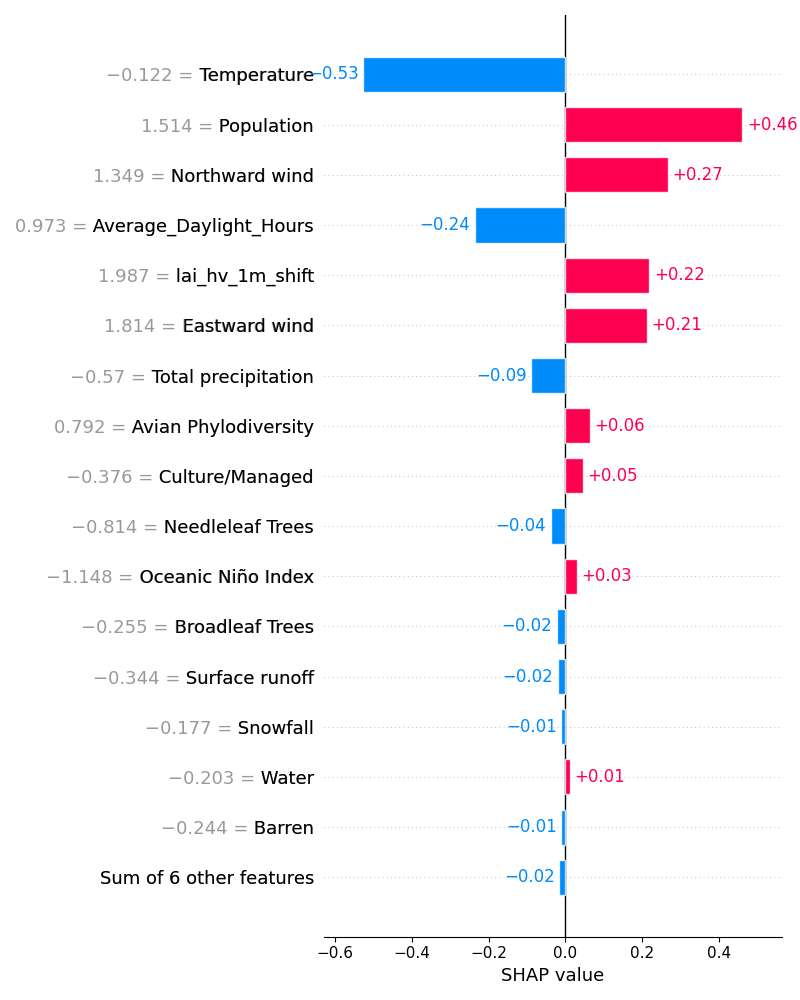 −0.122 = Temperature −0.53
1.514 = Population +0.46
1.349 = Northward wind +0.27
0.973 = Average_Daylight_Hours −0.24
1.987 = lai_hv_1m_shift +0.22
1.814 = Eastward wind +0.21
−0.57 = Total precipitation −0.09
0.792 = Avian Phylodiversity +0.06
−0.376 = Culture/Managed +0.05
−0.814 = Needleleaf Trees −0.04
−1.148 = Oceanic Niño Index +0.03
−0.255 = Broadleaf Trees −0.02
−0.344 = Surface runoff −0.02
−0.177 = Snowfall −0.01
−0.203 = Water +0.01
−0.244 = Barren −0.01
Sum of 6 other features −0.02
−0.6 −0.4 −0.2 0.0 0.2 0.4
SHAP value